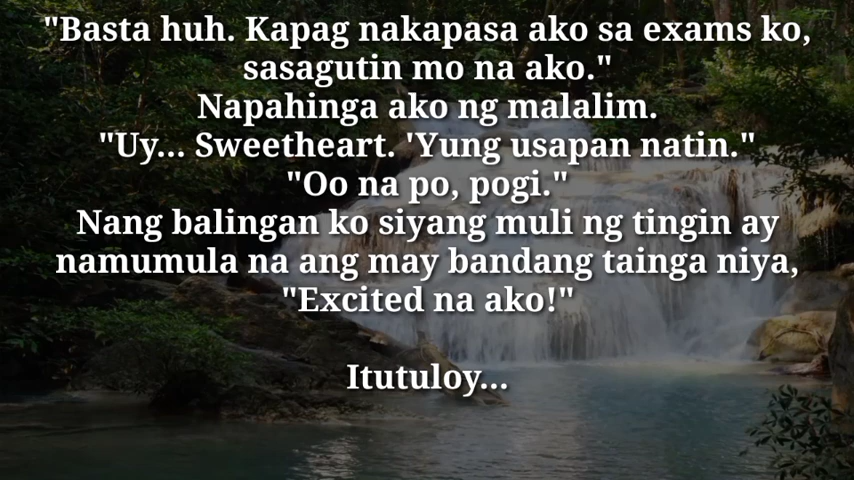 "Basta huh. Kapag nakapasa ako sa exams ko,
sasagutin mo na ako."
Napahinga ako ng malalim.
"Uy... Sweetheart. 'Yung usapan natin."
"Oo na po, pogi."
Nang balingan ko siyang muli ng tingin ay
namumula na ang may bandang tainga niya,
"Excited na ako!"
Itutuloy...